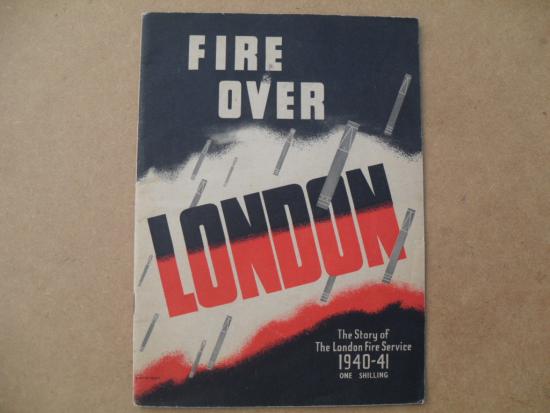 FIRE
OVER
LONDON
The Story of
The London Fire Service
1940-41
ONE SHILLING